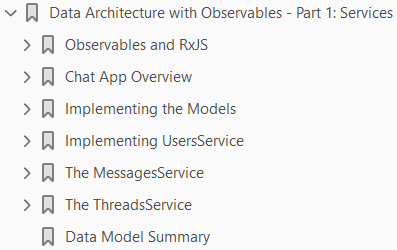 Data Architecture with Observables - Part 1: Services
Observables and RxJS
Chat App Overview
Implementing the Models
Implementing UsersService
The MessagesService
The ThreadsService
Data Model Summary